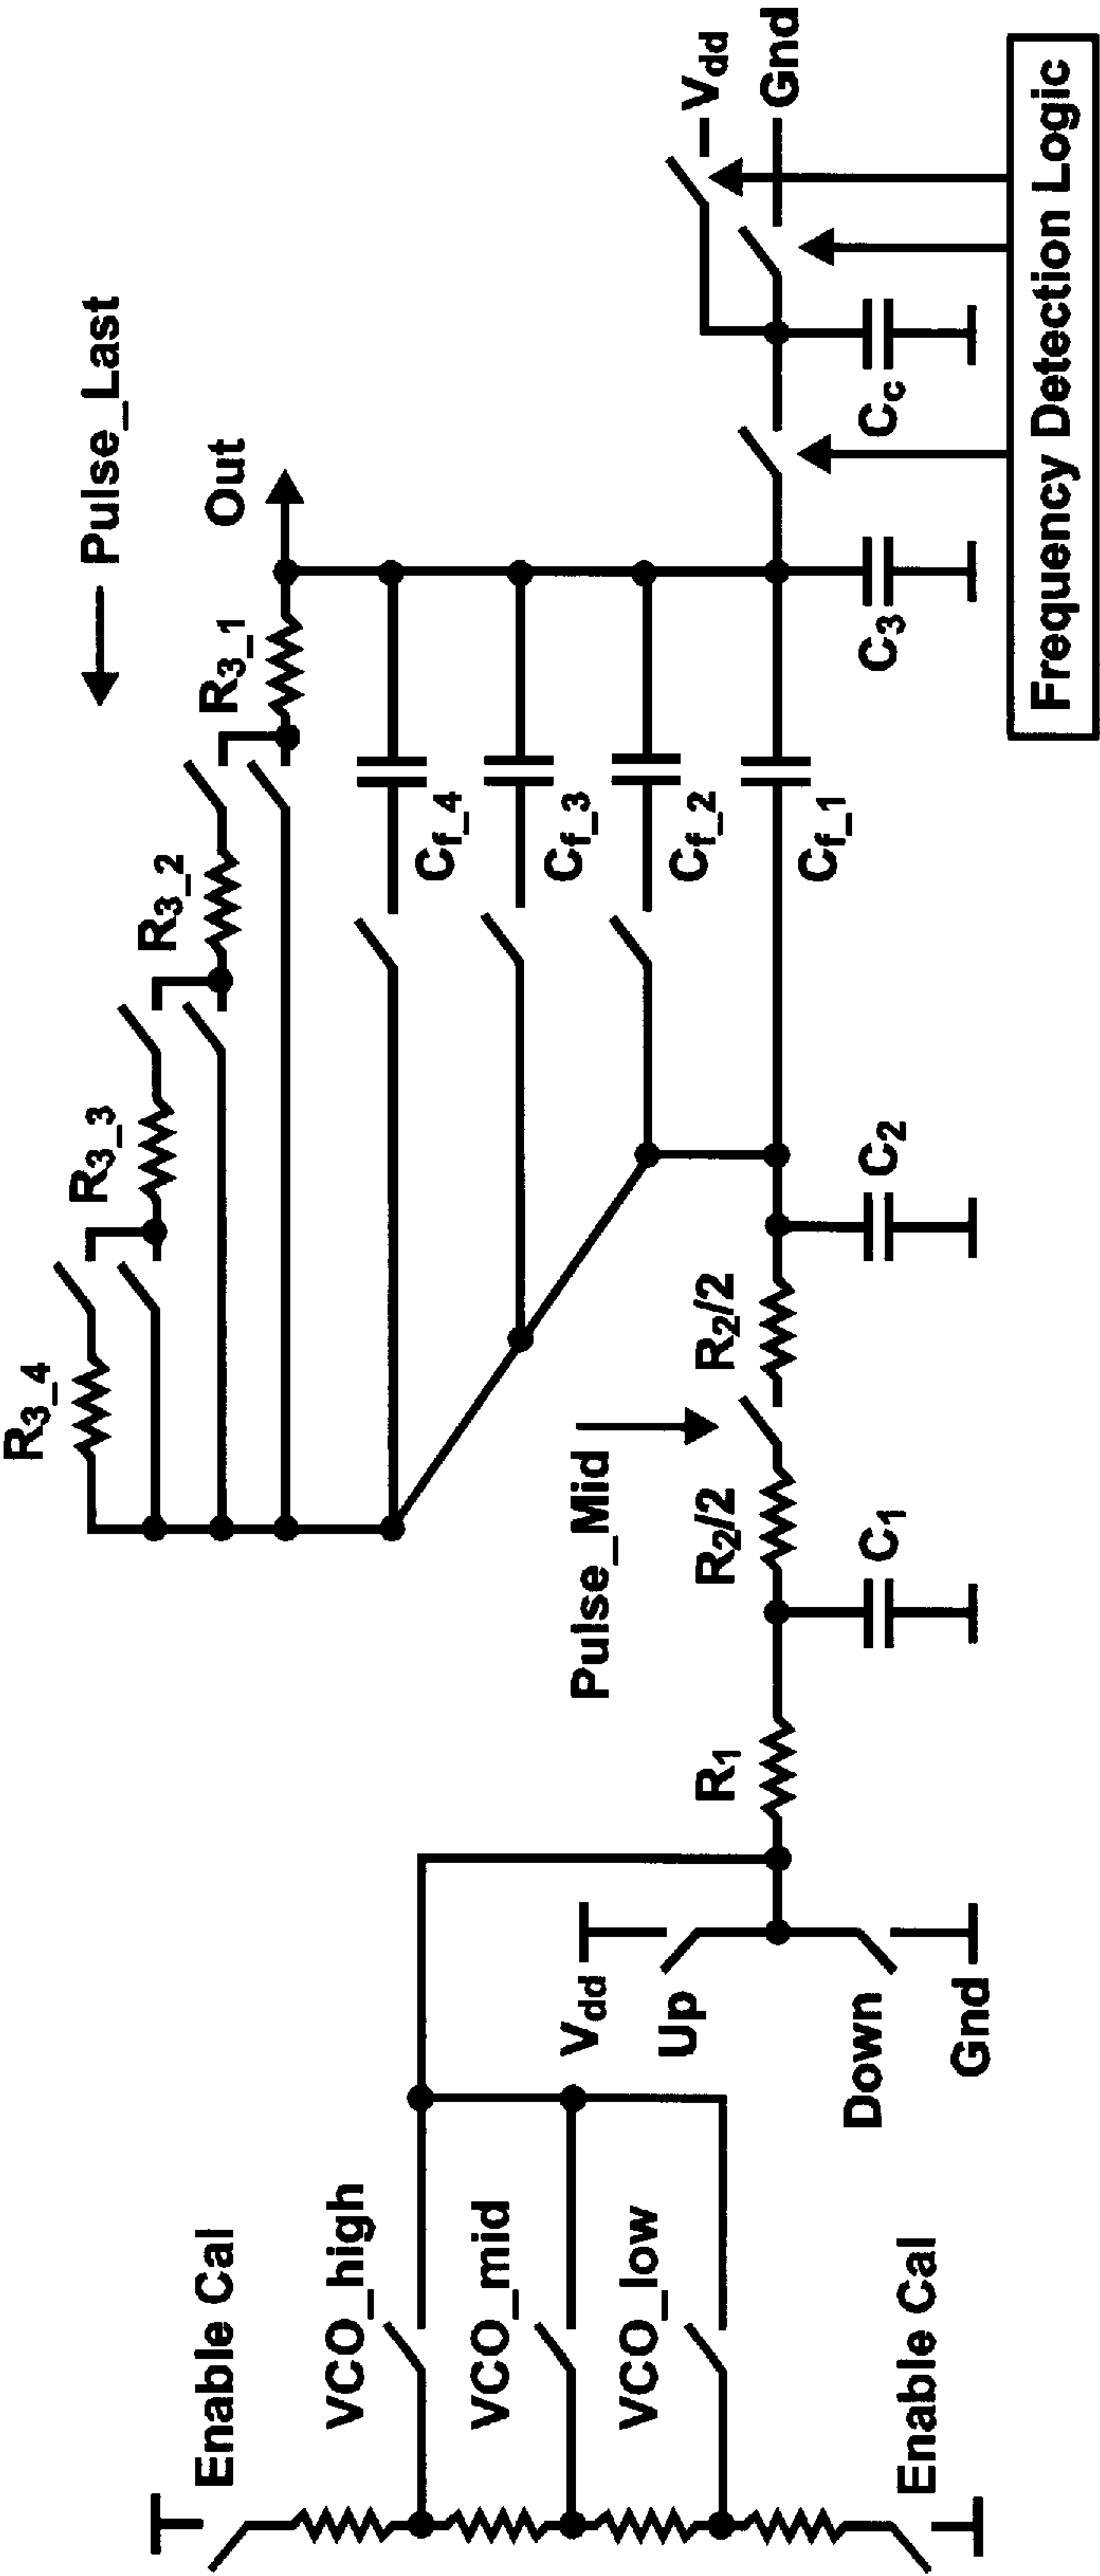 Pulse_Last
Out
R3_4
R3_3
R3_2
R3_1
Enable Cal
VCO_high
VCO_mid
VCO_low
Enable Cal
Vdd
Up
Down
Gnd
R1
C1
Pulse_Mid
R2/2
R2/2
C2
Cf_4
Cf_3
Cf_2
Cf_1
C3
Cc
Vdd
Gnd
Frequency Detection Logic